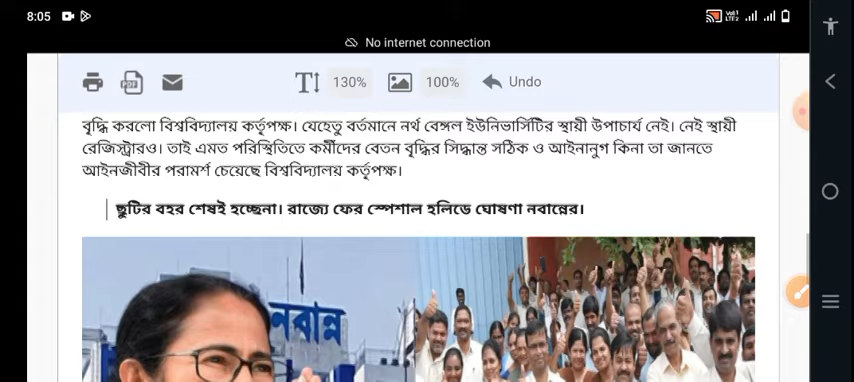 8:05
No internet connection
130% 100% Undo
বৃদ্ধি করলো বিশ্ববিদ্যালয় কর্তৃপক্ষ। যেহেতু বর্তমানে নর্থ বেঙ্গল ইউনিভার্সিটির স্থায়ী উপাচার্য নেই। নেই স্থায়ী
রেজিস্ট্রারও। তাই এমত পরিস্থিতিতে কর্মীদের বেতন বৃদ্ধির সিদ্ধান্ত সঠিক ও আইনানুগ কিনা তা জানতে
আইনজীবীর পরামর্শ চেয়েছে বিশ্ববিদ্যালয় কর্তৃপক্ষ।
ছুটির বহর শেষই হচ্ছেনা। রাজ্যে ফের স্পেশাল হলিডে ঘোষণা নবান্নের।
নবান্ন